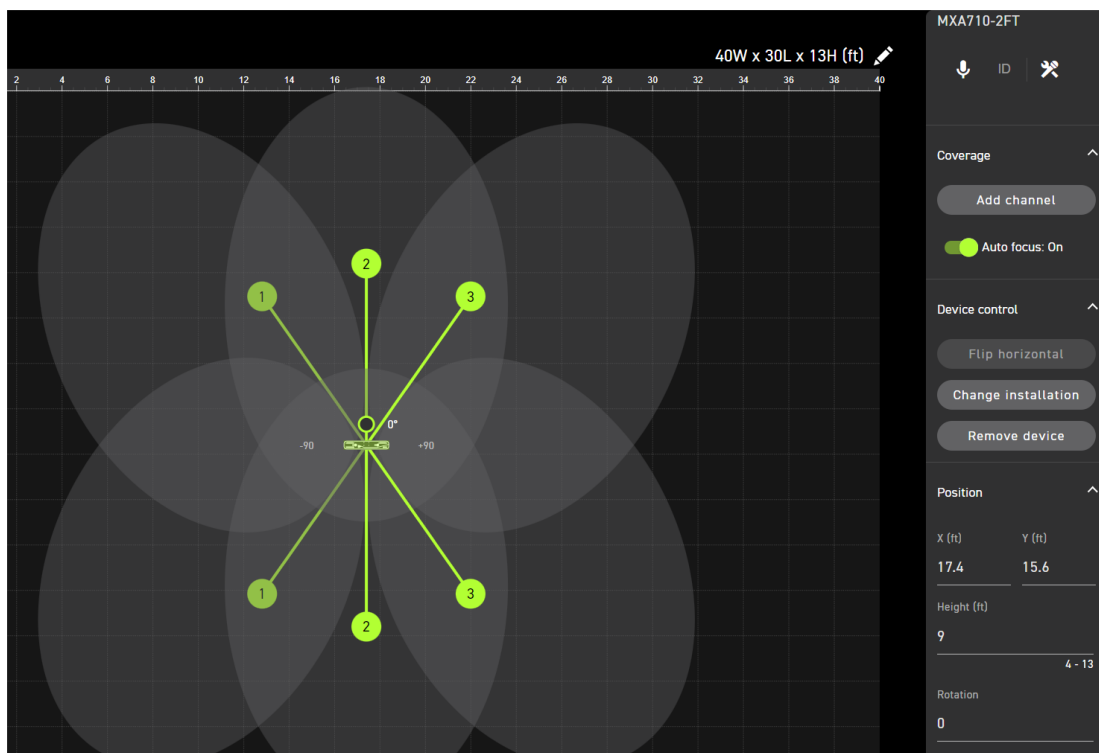 MXA710-2FT
40W x 30L x 13H (ft)
ID
2 4 6 8 10 12 14 16 18 20 22 24 26 28 30 32 34 36 38 40
Coverage
Add channel
Auto focus: On
2
1
3
Device control
Flip horizontal
Change installation
Remove device
0°
-90
+90
Position
X (ft) Y (ft)
17.4 15.6
1
3
2
Height (ft)
9
4 - 13
Rotation
0